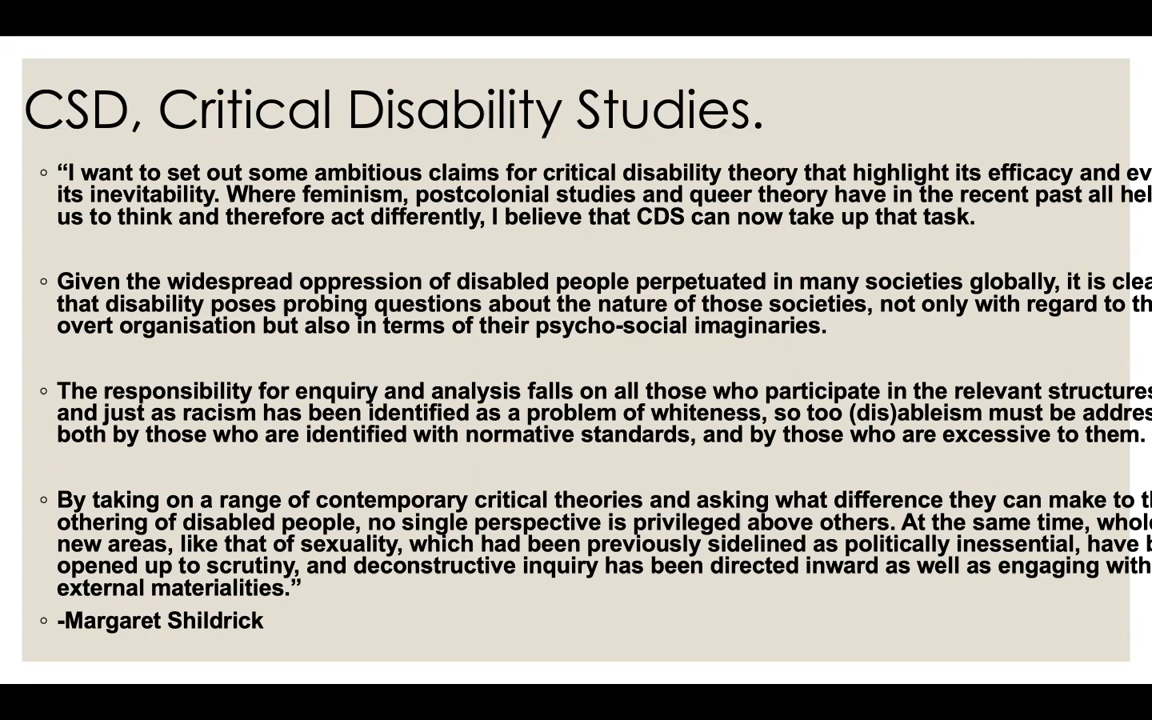 CSD, Critical Disability Studies.
“I want to set out some ambitious claims for critical disability theory that highlight its efficacy and
its inevitability. Where feminism, postcolonial studies and queer theory have in the recent past all
us to think and therefore act differently, I believe that CDS can now take up that task.
Given the widespread oppression of disabled people perpetuated in many societies globally, it is
that disability poses probing questions about the nature of those societies, not only with regard to
overt organisation but also in terms of their psycho-social imaginaries.
The responsibility for enquiry and analysis falls on all those who participate in the relevant structures
and just as racism has been identified as a problem of whiteness, so too (dis)ableism must be
both by those who are identified with normative standards, and by those who are excessive to them.
By taking on a range of contemporary critical theories and asking what difference they can make to
othering of disabled people, no single perspective is privileged above others. At the same time,
new areas, like that of sexuality, which had been previously sidelined as politically inessential, have
opened up to scrutiny, and deconstructive inquiry has been directed inward as well as engaging with
external materialities.”
-Margaret Shildrick